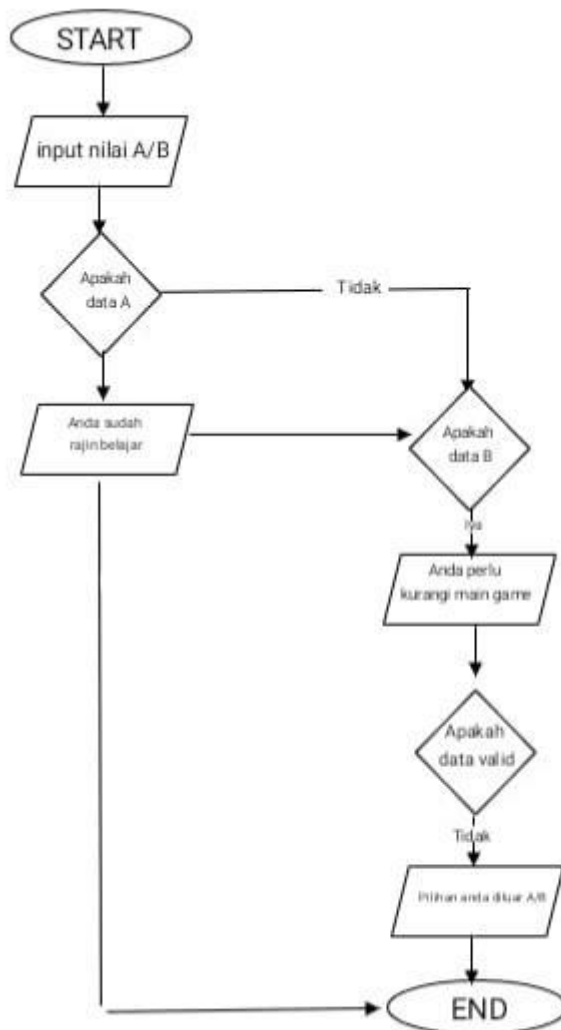 START
input nilai A/B
Apakah
data A
Tidak
Anda sudah
rajin belajar
Apakah
data B
Iya
Anda perlu
kurangi main game
Apakah
data valid
Tidak
Pilihan anda diluar A/B
END